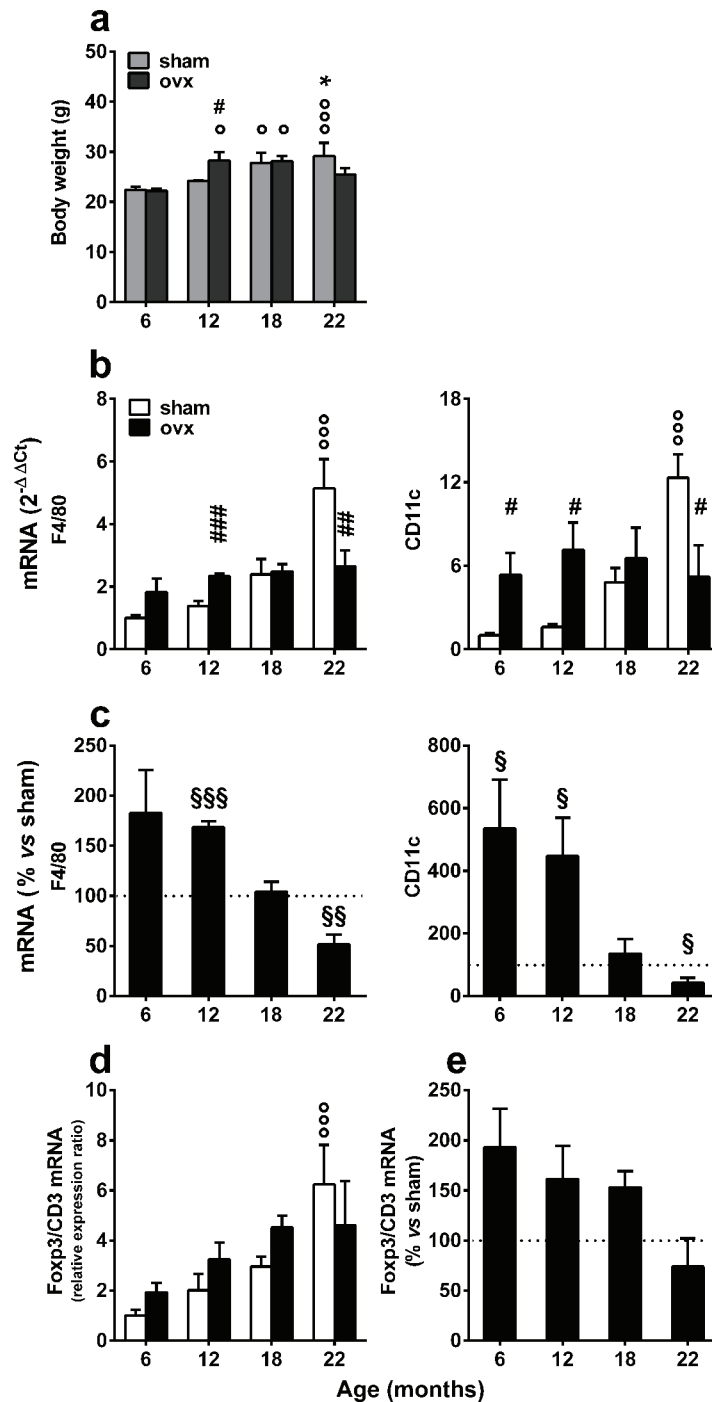 a
sham
ovx
Body weight (g)
50
40
30
20
10
0
#
°
°
°
*
°°°
6 12 18 22
b
sham
ovx
mRNA (2-Δ ΔCt)
F4/80
8
6
4
2
0
###
°°°
##
6 12 18 22
CD11c
18
12
6
0
#
#
°°°
#
6 12 18 22
c
mRNA (% vs sham)
F4/80
250
200
150
100
50
0
§§§
§§
6 12 18 22
CD11c
800
600
400
200
0
§
§
§
6 12 18 22
d
Foxp3/CD3 mRNA
(relative expression ratio)
10
8
6
4
2
0
°°°
6 12 18 22
e
Foxp3/CD3 mRNA
(% vs sham)
250
200
150
100
50
0
6 12 18 22
Age (months)